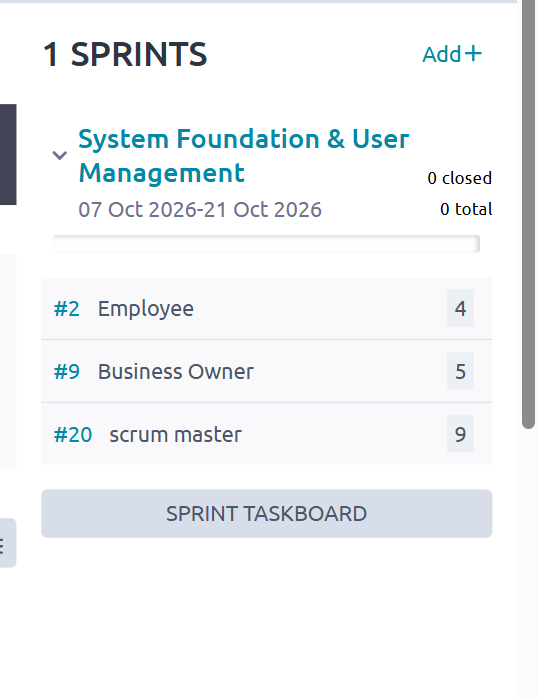 1 SPRINTS
Add+
System Foundation & User
Management
0 closed
07 Oct 2026-21 Oct 2026
0 total
#2 Employee 4
#9 Business Owner 5
#20 scrum master 9
SPRINT TASKBOARD